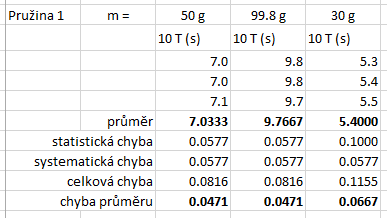 Pružina 1 m = 50 g 99.8 g 30 g
10 T (s) 10 T (s) 10 T (s)
7.0 9.8 5.3
7.0 9.8 5.4
7.1 9.7 5.5
průměr 7.0333 9.7667 5.4000
statistická chyba 0.0577 0.0577 0.1000
systematická chyba 0.0577 0.0577 0.0577
celková chyba 0.0816 0.0816 0.1155
chyba průměru 0.0471 0.0471 0.0667